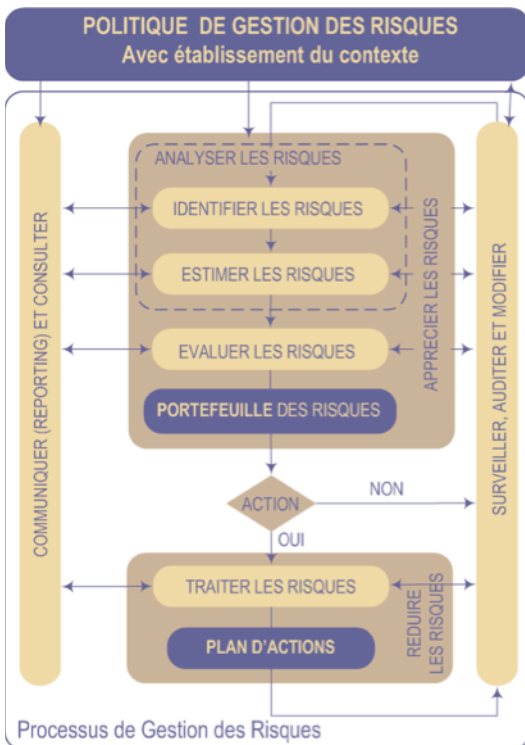 POLITIQUE DE GESTION DES RISQUES
Avec établissement du contexte
COMMUNIQUER (REPORTING) ET CONSULTER
ANALYSER LES RISQUES
IDENTIFIER LES RISQUES
ESTIMER LES RISQUES
EVALUER LES RISQUES
PORTEFEUILLE DES RISQUES
APPRECIER LES RISQUES
SURVEILLER, AUDITER ET MODIFIER
ACTION
NON
OUI
TRAITER LES RISQUES
PLAN D'ACTIONS
REDUIRE
LES RISQUES
Processus de Gestion des Risques